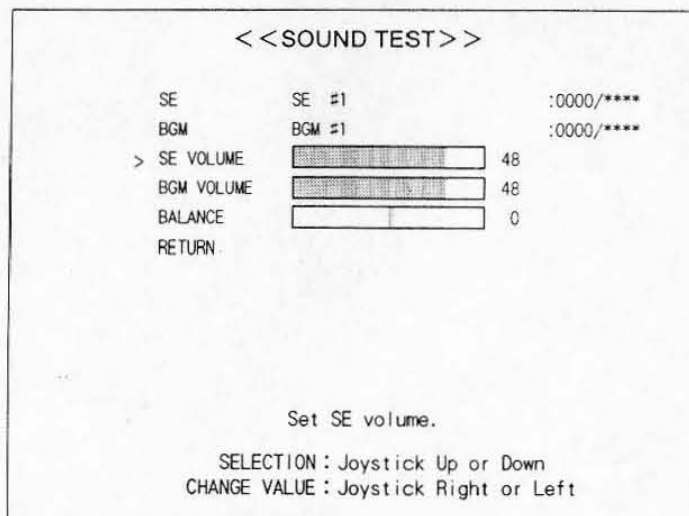 <<SOUND TEST>>
SE SE #1 :0000/****
BGM BGM #1 :0000/****
> SE VOLUME 48
BGM VOLUME 48
BALANCE 0
RETURN
Set SE volume.
SELECTION : Joystick Up or Down
CHANGE VALUE : Joystick Right or Left